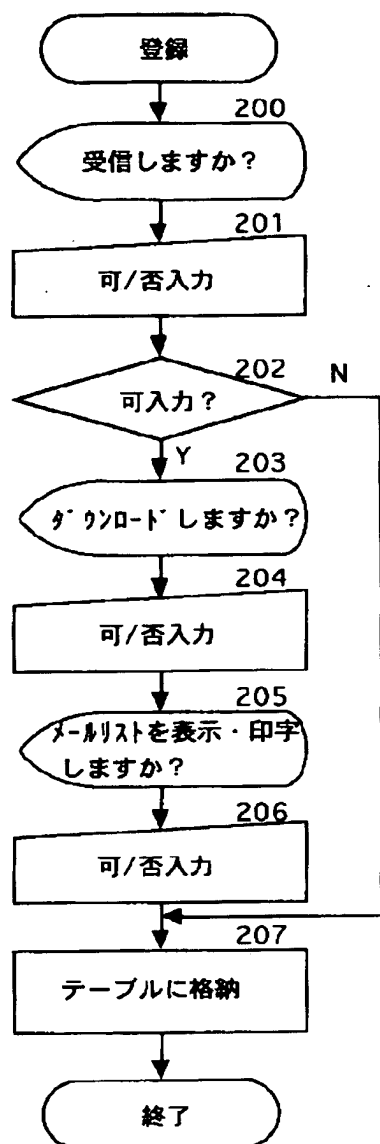 登録
200
受信しますか?
201
可/否入力
202
可入力?
N
Y
203
ダウンロードしますか?
204
可/否入力
205
メールリストを表示・印字
しますか?
206
可/否入力
207
テーブルに格納
終了